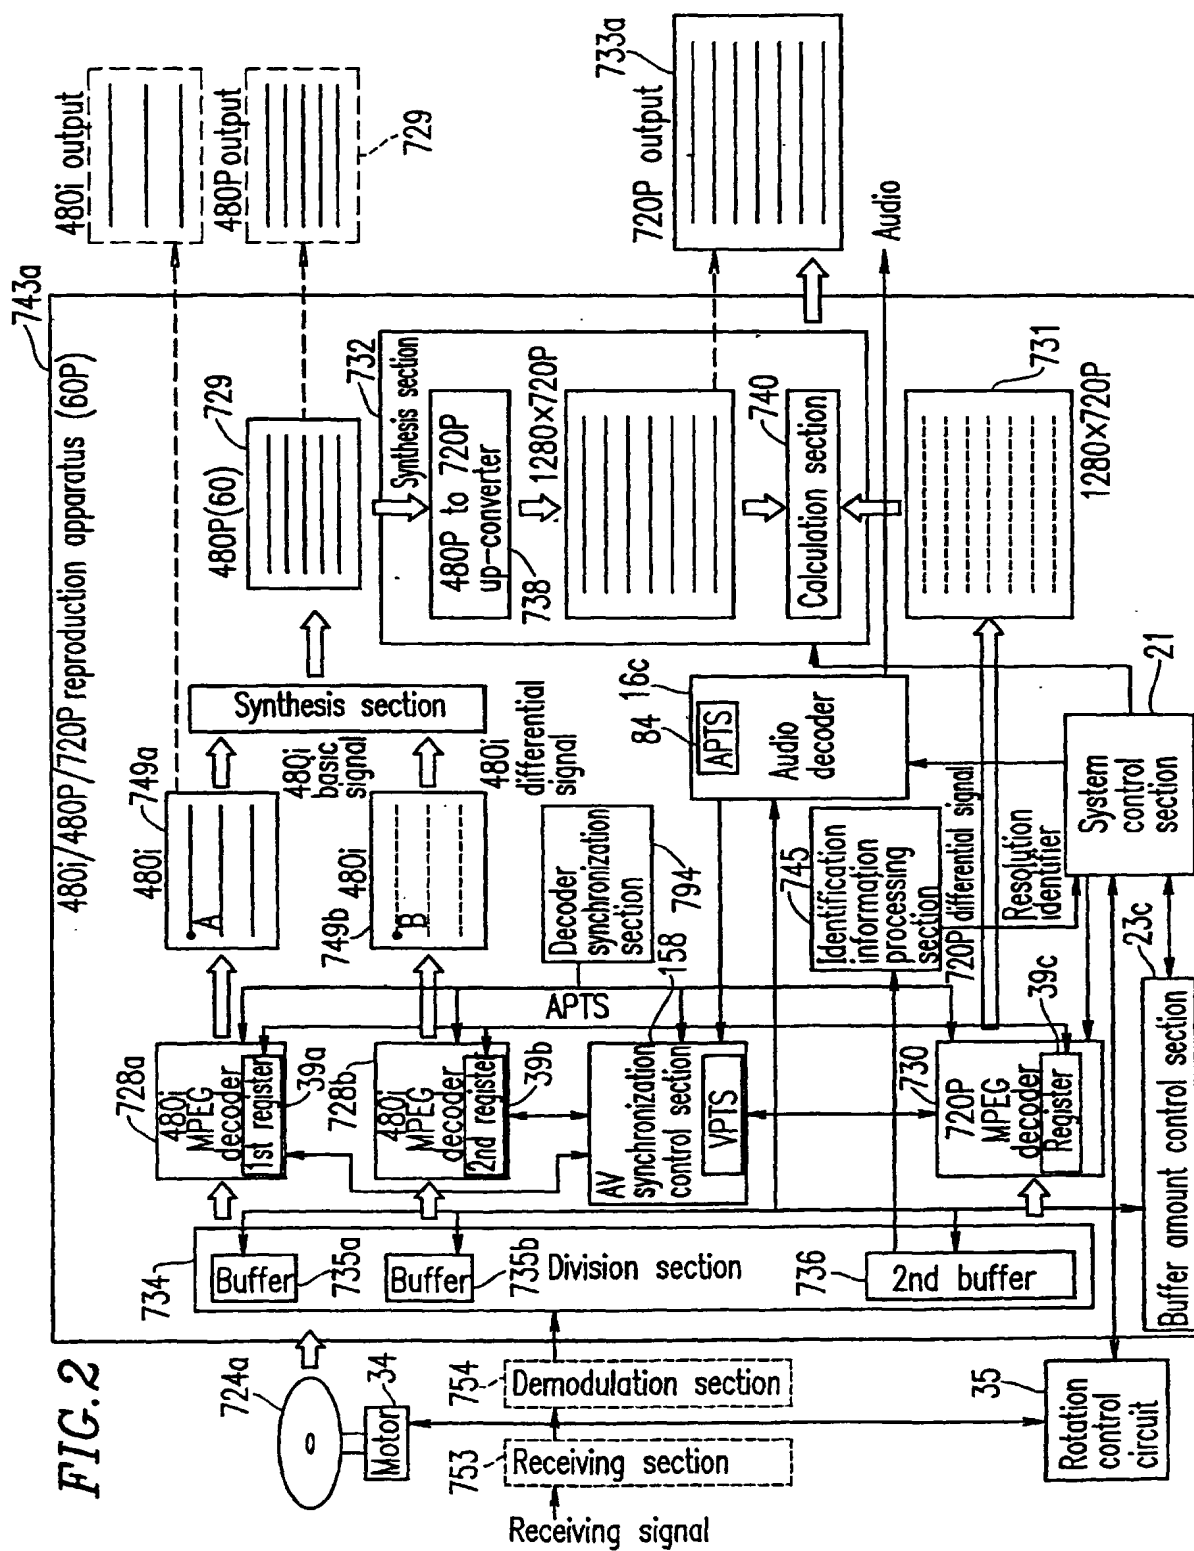 FIG.2
743a
480i/480P/720P reproduction apparatus (60P)
480i output
480P output
729
733a
720P output
Audio
724a
34
Motor
753
Receiving section
754
Demodulation section
Receiving signal
35
Rotation
control
circuit
734
Buffer
735a
Buffer
735b
Division section
736
2nd buffer
728a
480i
MPEG
decoder
1st register
39a
728b
480i
MPEG
decoder
2nd register
39b
APTS
158
AV
synchronization
control section
VPTS
730
720P
MPEG
decoder
Register
39c
749a
480i
A
749b
480i
B
480i
basic
signal
480i
differential
signal
Synthesis section
Decoder
synchronization
section
794
745
Identification
information
processing
section
720P differential signal
Resolution
identifier
16c
84
APTS
Audio
decoder
729
480P(60)
732
Synthesis section
480P to 720P
up-converter
738
1280×720P
740
Calculation section
731
1280×720P
21
System
control
section
23c
Buffer amount control section